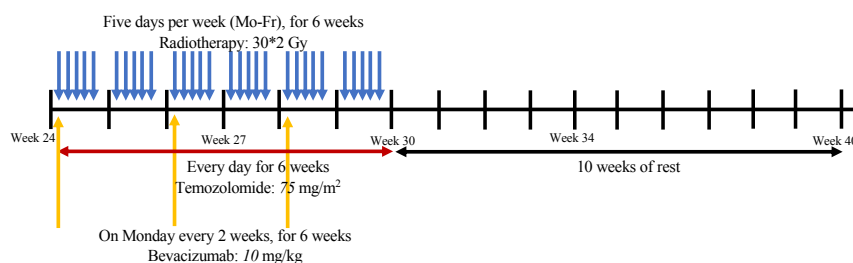 Five days per week (Mo-Fr), for 6 weeks
Radiotherapy: 30*2 Gy
Week 24
Week 27
Week 30
Week 34
Week 40
Every day for 6 weeks
Temozolomide: 75 mg/m²
10 weeks of rest
On Monday every 2 weeks, for 6 weeks
Bevacizumab: 10 mg/kg